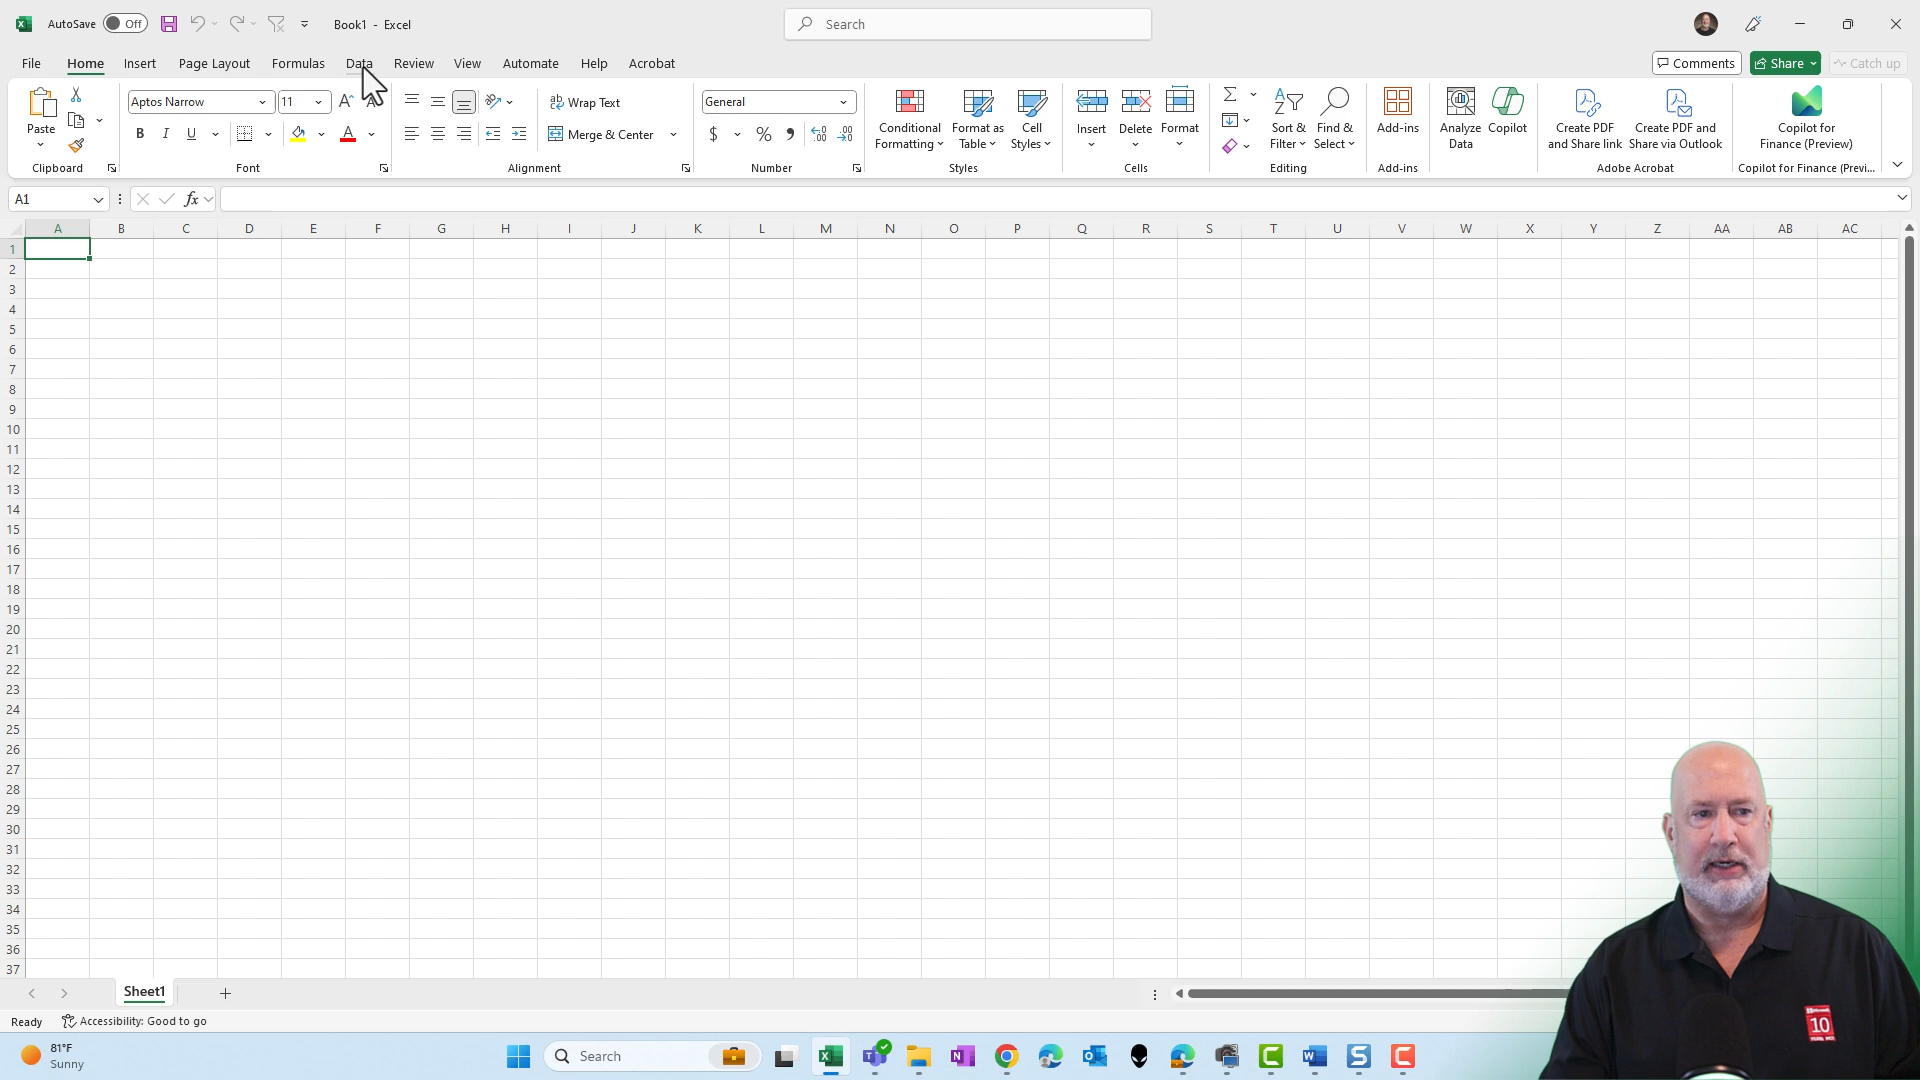 AutoSave Off Book1 - Excel Search
File Home Insert Page Layout Formulas Data Review View Automate Help Acrobat Comments Share Catch up
Paste
Clipboard
Aptos Narrow 11
B I U A
Font
ab Wrap Text
Merge & Center
Alignment
General
$ % 9
Number
Conditional Formatting
Format as Table
Cell Styles
Styles
Insert
Delete
Format
Cells
Sort & Filter
Find & Select
Editing
Add-ins
Add-ins
Analyze Data
Copilot
Create PDF and Share link
Create PDF and Share via Outlook
Adobe Acrobat
Copilot for Finance (Preview)
Copilot for Finance (Previ...
A1 fx
A B C D E F G H I J K L M N O P Q R S T U V W X Y Z AA AB AC
1
2
3
4
5
6
7
8
9
10
11
12
13
14
15
16
17
18
19
20
21
22
23
24
25
26
27
28
29
30
31
32
33
34
35
36
37
10
Sheet1
Ready Accessibility: Good to go
81°F
Sunny
Search